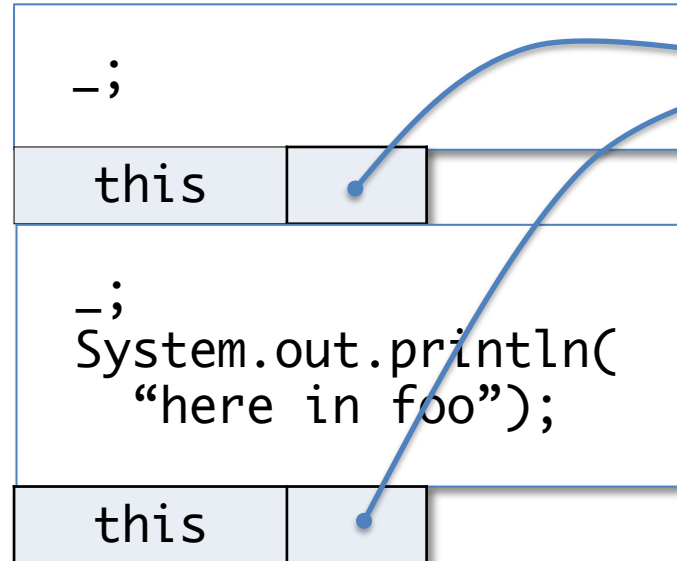 _;
this
_;
System.out.println(
“here in foo”);
this